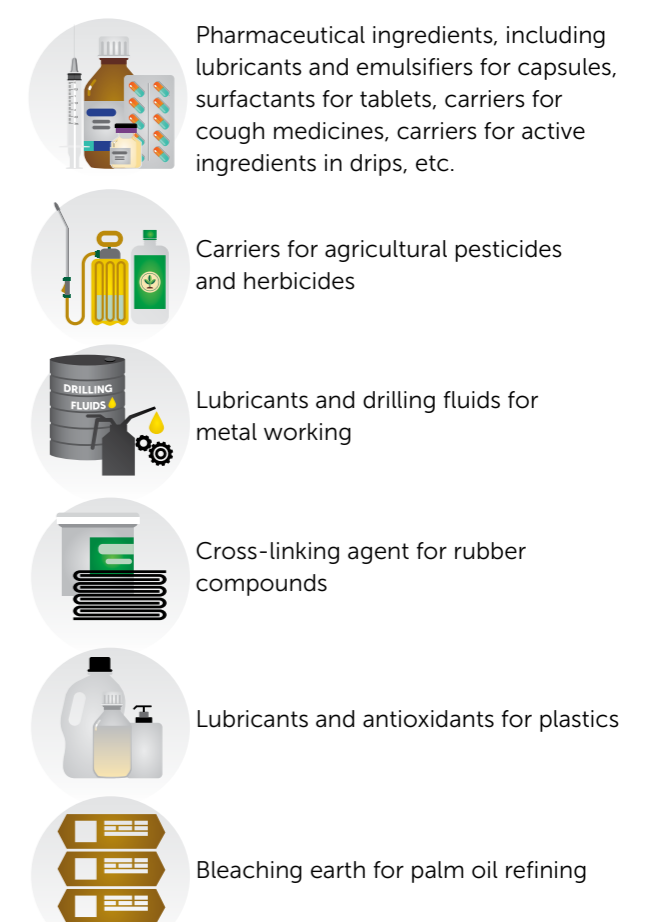 Pharmaceutical ingredients, including
lubricants and emulsifiers for capsules,
surfactants for tablets, carriers for
cough medicines, carriers for active
ingredients in drips, etc.
Carriers for agricultural pesticides
and herbicides
DRILLING
FLUIDS
Lubricants and drilling fluids for
metal working
Cross-linking agent for rubber
compounds
Lubricants and antioxidants for plastics
Bleaching earth for palm oil refining